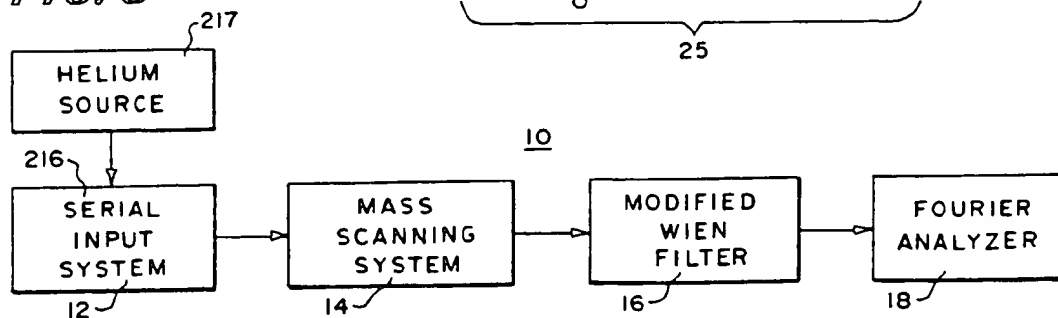 25
217
HELIUM
SOURCE
10
216
SERIAL
INPUT
SYSTEM
12
MASS
SCANNING
SYSTEM
14
MODIFIED
WIEN
FILTER
16
FOURIER
ANALYZER
18